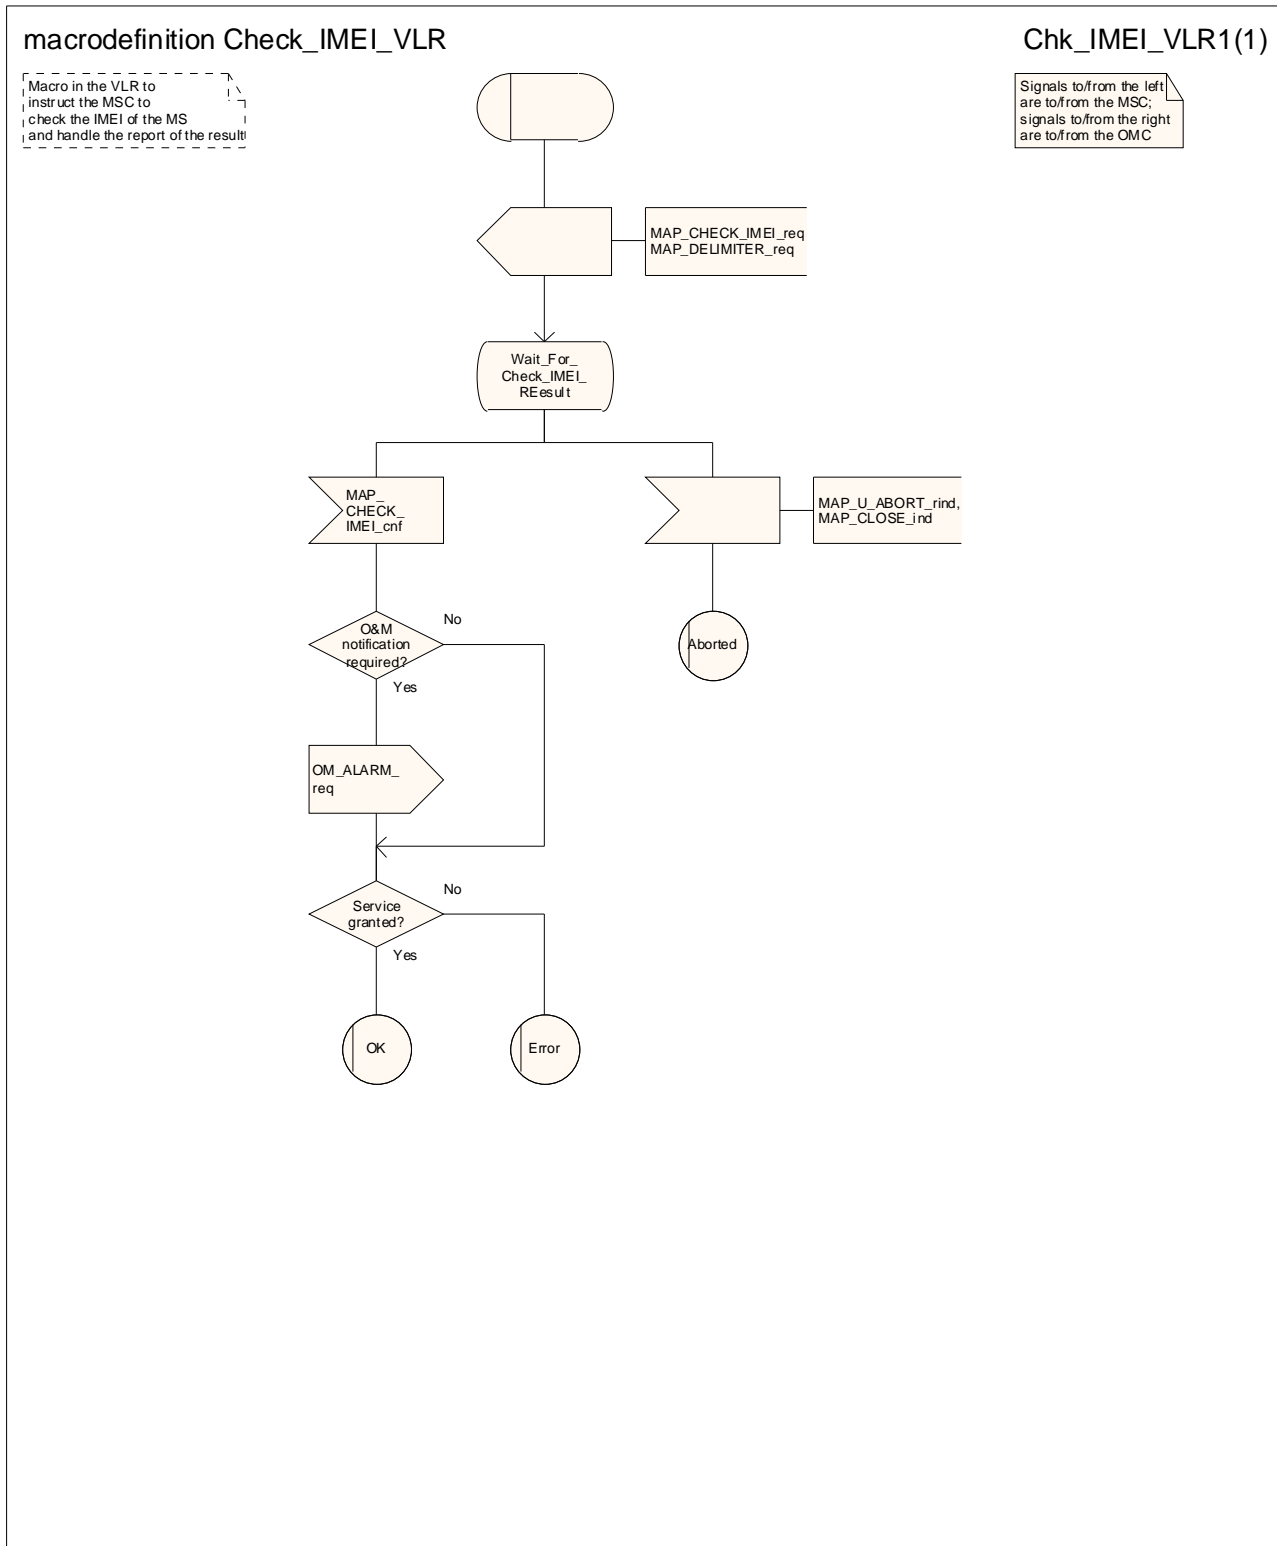 macrodefinition Check_IMEI_VLR
Chk_IMEI_VLR1(1)
Macro in the VLR to
instruct the MSC to
check the IMEI of the MS
and handle the report of the result
Signals to/from the left
are to/from the MSC;
signals to/from the right
are to/from the OMC
MAP_CHECK_IMEI_req
MAP_DELIMITER_req
Wait_For_
Check_IMEI_
REesult
MAP_
CHECK_
IMEI_cnf
MAP_U_ABORT_rind,
MAP_CLOSE_ind
O&M
notification
required?
No
Yes
Aborted
OM_ALARM_
req
Service
granted?
No
Yes
OK
Error